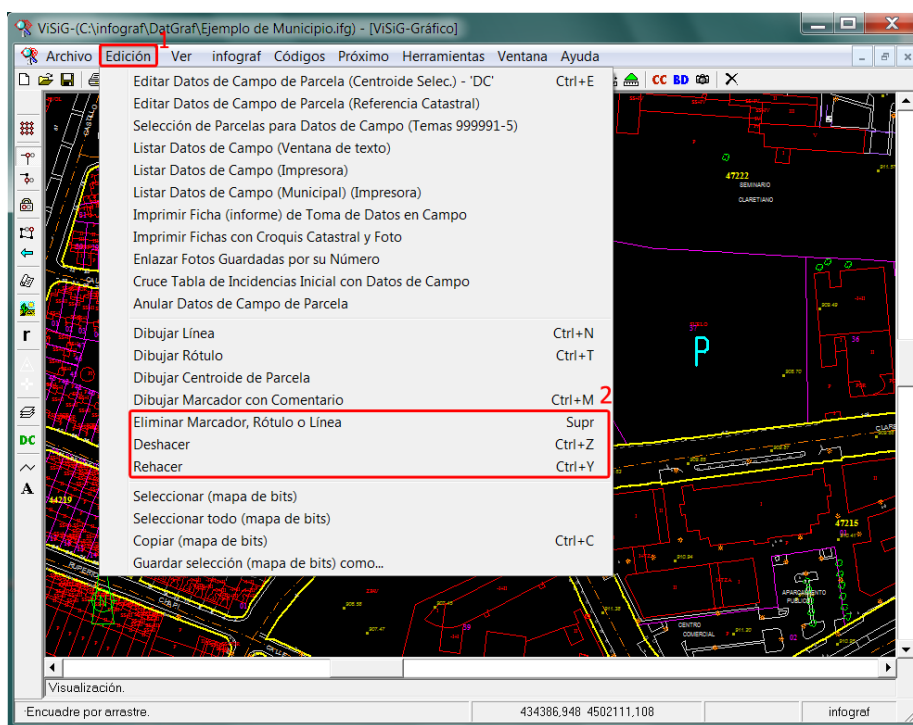 ViSiG-(C:\infograf\DatGraf\Ejemplo de Municipio.ifg) - [ViSiG-Gráfico]
1
Archivo Edición Ver infograf Códigos Próximo Herramientas Ventana Ayuda
CC BD
Editar Datos de Campo de Parcela (Centroide Selec.) - 'DC' Ctrl+E
Editar Datos de Campo de Parcela (Referencia Catastral)
Selección de Parcelas para Datos de Campo (Temas 999991-5)
Listar Datos de Campo (Ventana de texto)
Listar Datos de Campo (Impresora)
Listar Datos de Campo (Municipal) (Impresora)
Imprimir Ficha (informe) de Toma de Datos en Campo
Imprimir Fichas con Croquis Catastral y Foto
Enlazar Fotos Guardadas por su Número
Cruce Tabla de Incidencias Inicial con Datos de Campo
Anular Datos de Campo de Parcela
Dibujar Línea Ctrl+N
Dibujar Rótulo Ctrl+T
Dibujar Centroide de Parcela
Dibujar Marcador con Comentario Ctrl+M
2
Eliminar Marcador, Rótulo o Línea Supr
Deshacer Ctrl+Z
Rehacer Ctrl+Y
Seleccionar (mapa de bits)
Seleccionar todo (mapa de bits)
Copiar (mapa de bits) Ctrl+C
Guardar selección (mapa de bits) como...
r
DC
A
47222
SEMINARIO
CLARETIANO
P
36
44219
47215
APARCAMIENTO
PUBLICO
CENTRO
COMERCIAL
02
Visualización.
Encuadre por arrastre. 434386,948 4502111,108 infograf